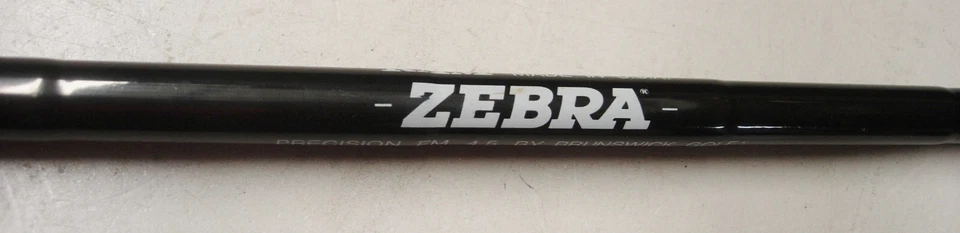 - ZEBRA® -
PRECISION FM 4.5 BY BRUNSWICK GOLF